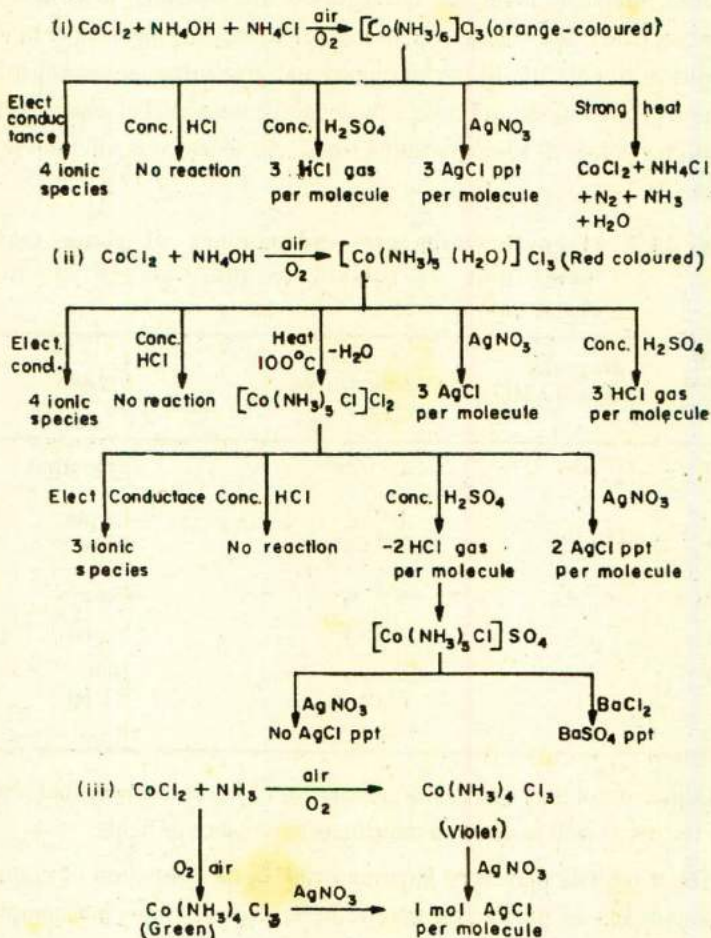 (i) CoCl₂ + NH₄OH + NH₄Cl air O₂ [Co(NH₃)₆]Cl₃ (orange-coloured)
Elect conductance Conc. HCl Conc. H₂SO₄ AgNO₃ Strong heat
4 ionic species No reaction 3 HCl gas per molecule 3 AgCl ppt per molecule CoCl₂ + NH₄Cl + N₂ + NH₃ + H₂O
(ii) CoCl₂ + NH₄OH air O₂ [Co(NH₃)₅ (H₂O)] Cl₃ (Red coloured)
Elect. cond. Conc. HCl Heat 100°C -H₂O AgNO₃ Conc. H₂SO₄
4 ionic species No reaction [Co(NH₃)₅ Cl]Cl₂ 3 AgCl per molecule 3 HCl gas per molecule
Elect Conductace Conc. HCl Conc. H₂SO₄ AgNO₃
3 ionic species No reaction -2 HCl gas per molecule 2 AgCl ppt per molecule
[Co(NH₃)₅Cl]SO₄
AgNO₃ BaCl₂
No AgCl ppt BaSO₄ ppt
(iii) CoCl₂ + NH₃ air O₂ Co(NH₃)₄ Cl₃
(Violet)
O₂ air AgNO₃
Co(NH₃)₄ Cl₃ AgNO₃ 1 mol AgCl
(Green) per molecule